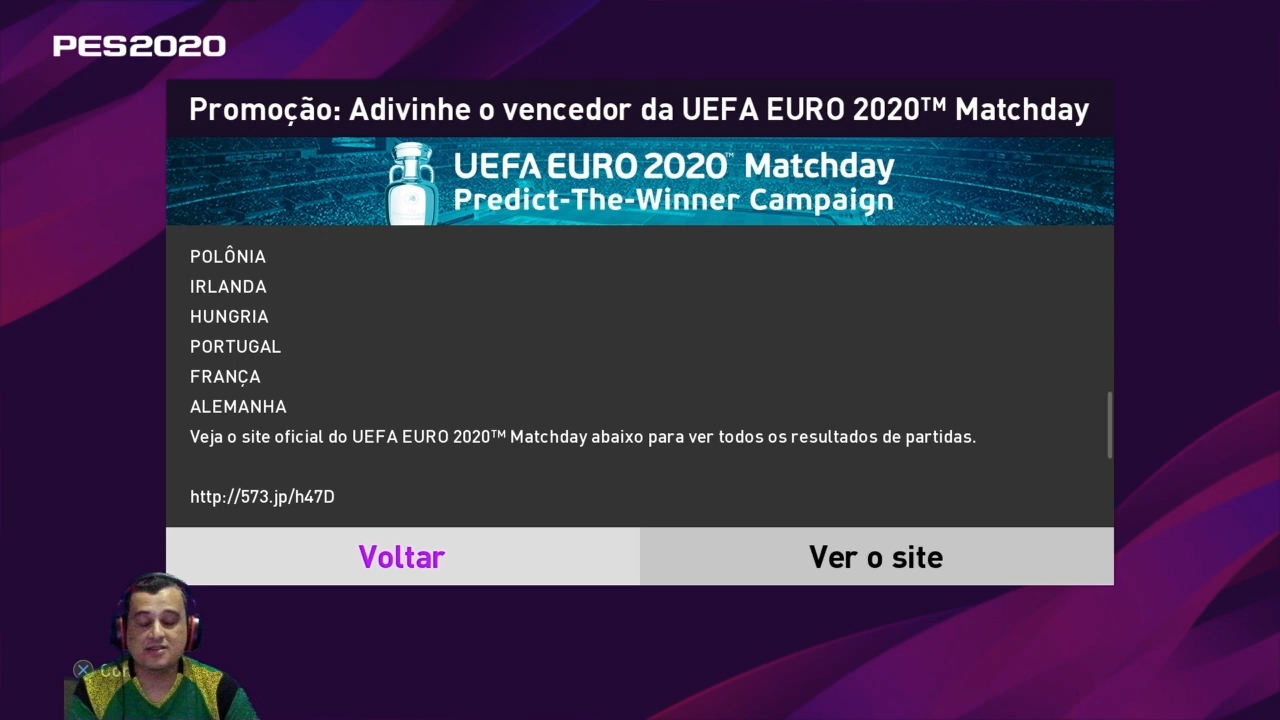 PES2020
Promoção: Adivinhe o vencedor da UEFA EURO 2020™ Matchday
UEFA EURO 2020™ Matchday
Predict-The-Winner Campaign
POLÔNIA
IRLANDA
HUNGRIA
PORTUGAL
FRANÇA
ALEMANHA
Veja o site oficial do UEFA EURO 2020™ Matchday abaixo para ver todos os resultados de partidas.
http://573.jp/h47D
Voltar
Ver o site